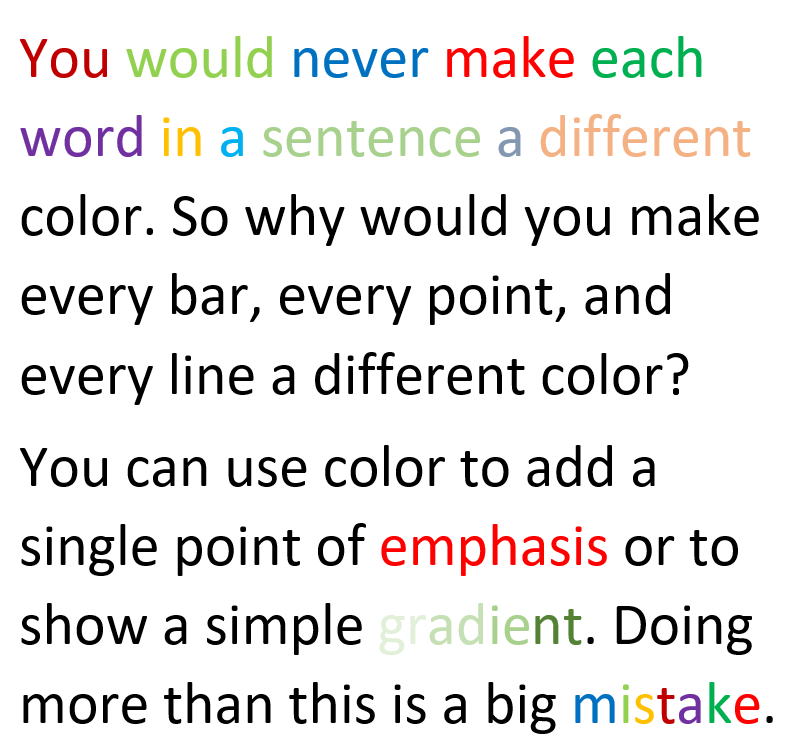 You would never make each
word in a sentence a different
color. So why would you make
every bar, every point, and
every line a different color?
You can use color to add a
single point of emphasis or to
show a simple gradient. Doing
more than this is a big mistake.